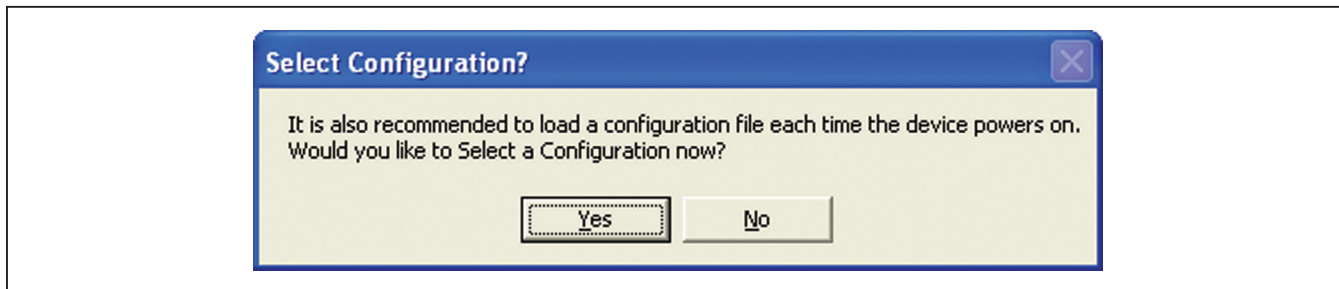 Select Configuration?
It is also recommended to load a configuration file each time the device powers on.
Would you like to Select a Configuration now?
Yes
No